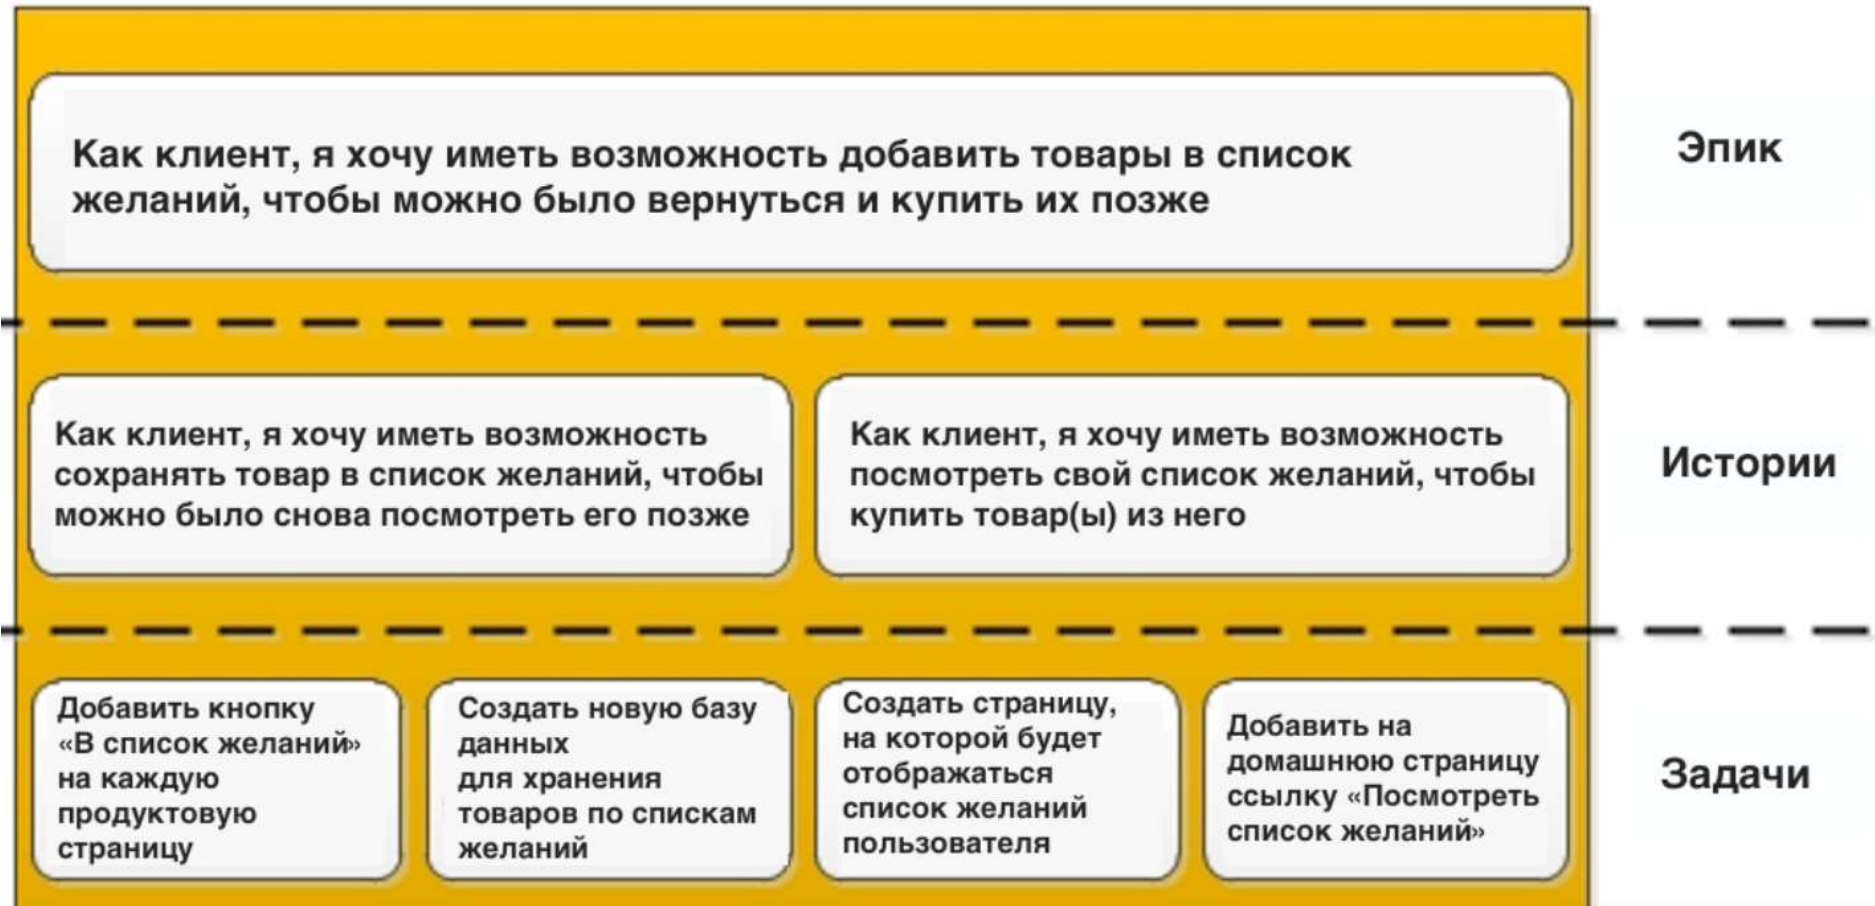 Как клиент, я хочу иметь возможность добавить товары в список
желаний, чтобы можно было вернуться и купить их позже
Эпик
Как клиент, я хочу иметь возможность
сохранять товар в список желаний, чтобы
можно было снова посмотреть его позже
Как клиент, я хочу иметь возможность
посмотреть свой список желаний, чтобы
купить товар(ы) из него
Истории
Добавить кнопку
«В список желаний»
на каждую
продуктовую
страницу
Создать новую базу
данных
для хранения
товаров по спискам
желаний
Создать страницу,
на которой будет
отображаться
список желаний
пользователя
Добавить на
домашнюю страницу
ссылку «Посмотреть
список желаний»
Задачи